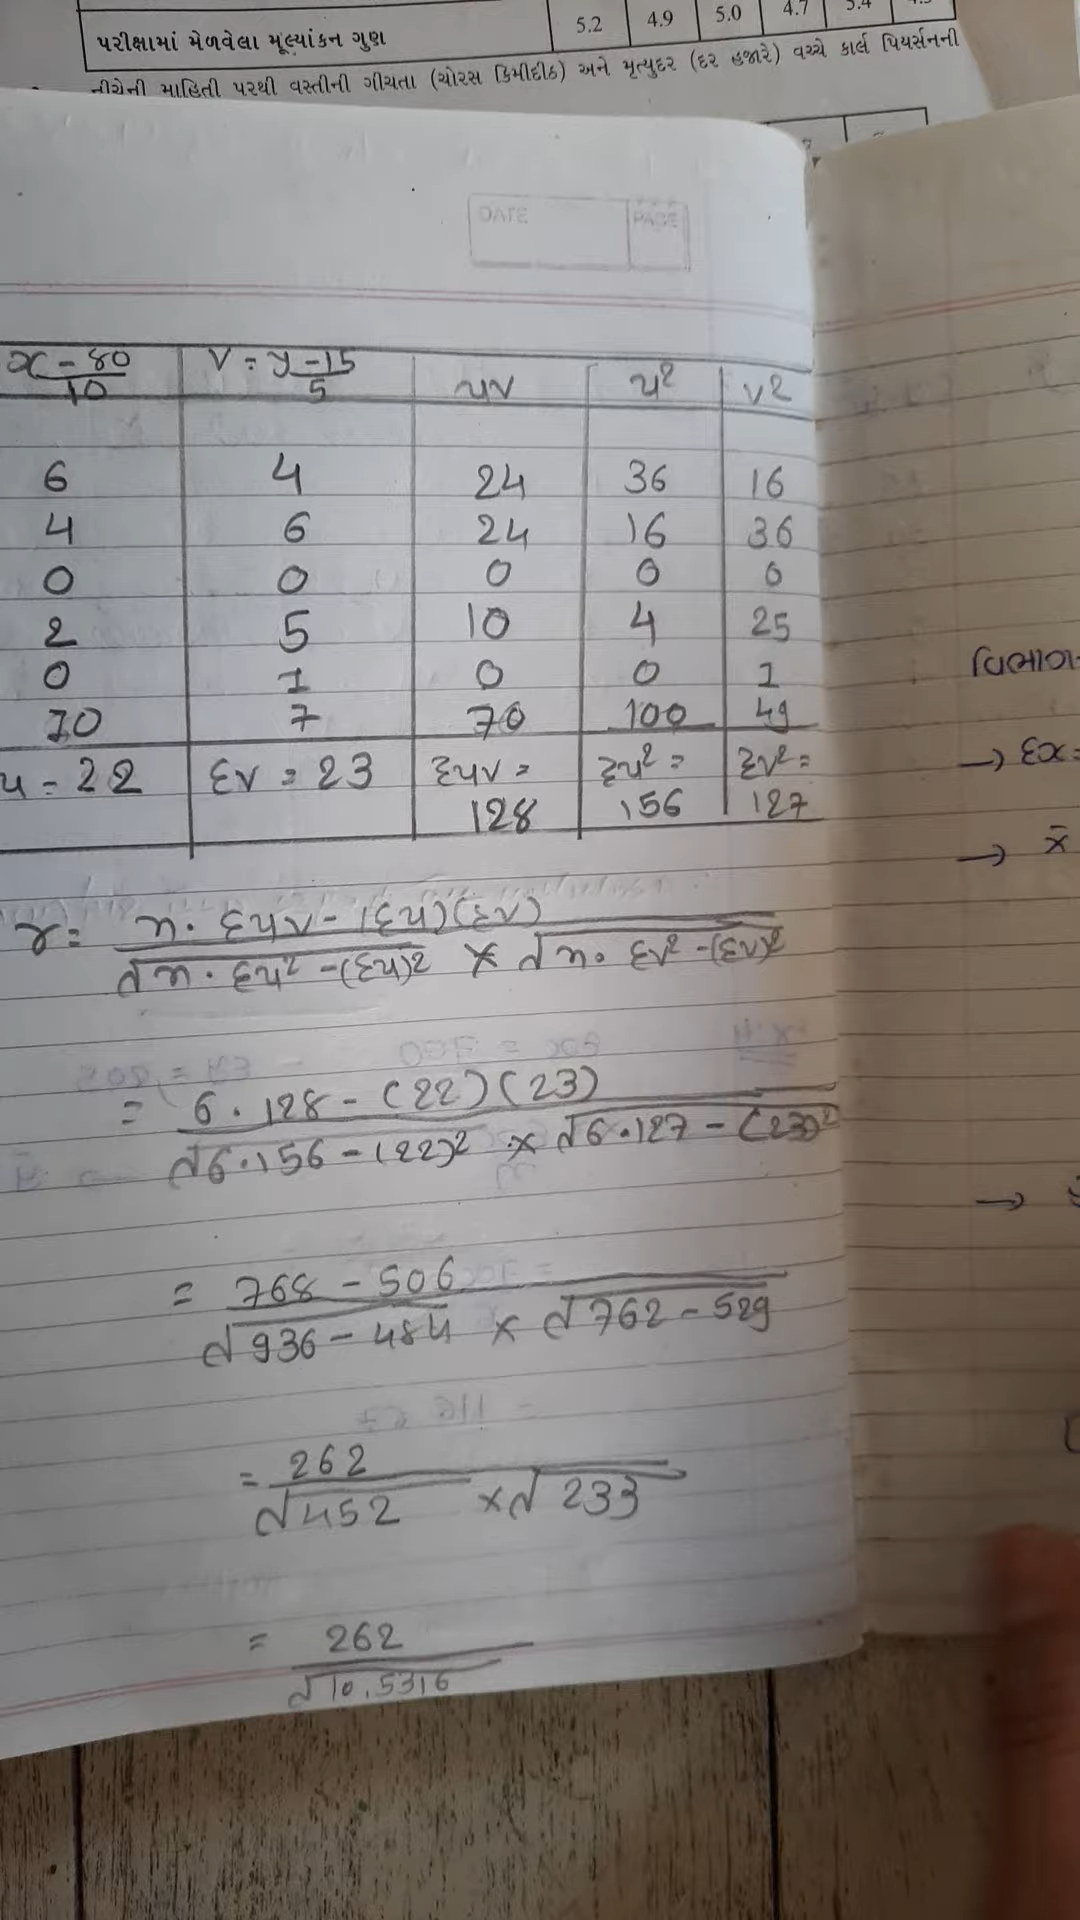 5.2 4.9 5.0 4.7 5.4
પરીક્ષામાં મેળવેલા મૂલ્યાંકન ગુણ
નીચેની માહિતી પરથી વસ્તીની ગીચતા (ચોરસ કિમીદીઠ) અને મૃત્યુદર (દર હજારે) વચ્ચે કાર્લ પિયર્સનની
DATE PAGE
x-80/10 V = y-15/5 uv u² v²
6 4 24 36 16
4 6 24 16 36
0 0 0 0 0
2 5 10 4 25
0 1 0 0 1
10 7 70 100 49
u = 22 Σv = 23 Σuv = Σu² = Σv² =
128 156 127
r = n·Σuv-(Σu)(Σv)
√n·Σu²-(Σu)² × √n·Σv²-(Σv)²
= 6·128-(22)(23)
√6·156-(22)² × √6·127-(23)²
= 768-506
√936-484 × √762-529
= 262
√452 × √233
= 262
√10.5316
વિભાગ-
→ Σx=
→ x̄
→